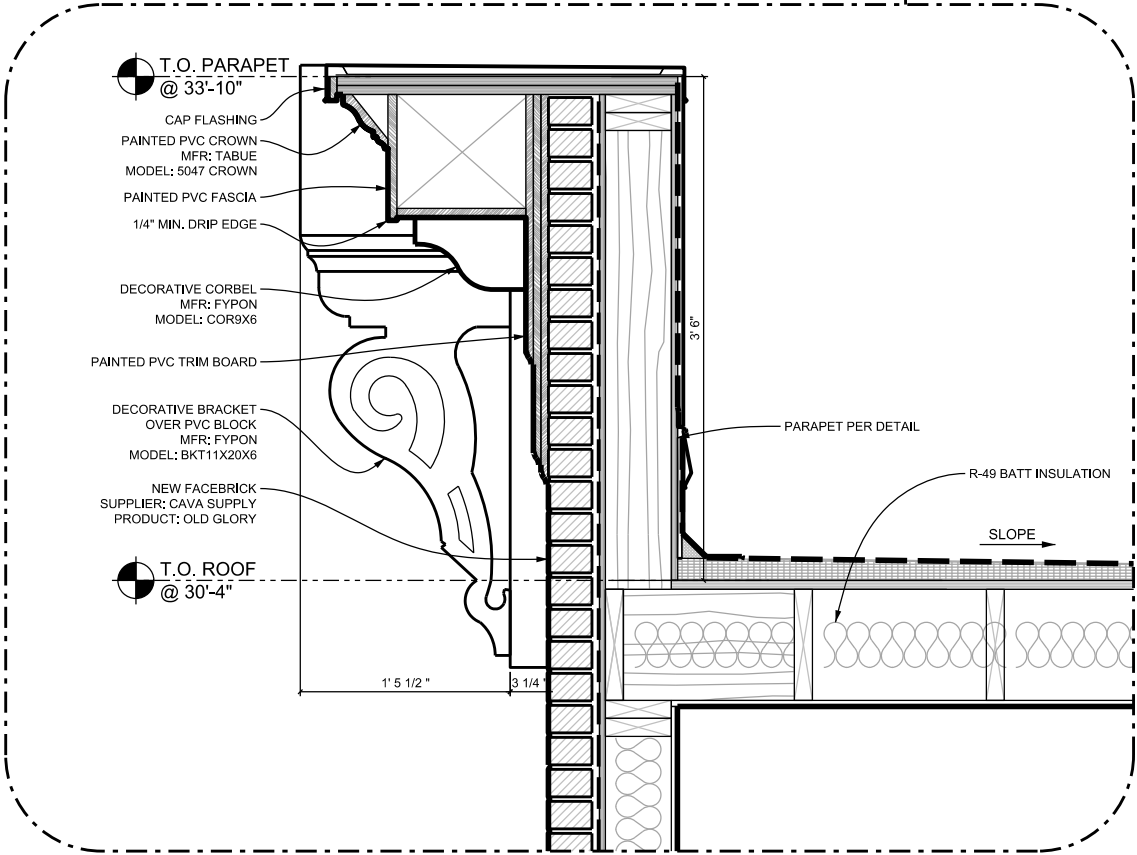 T.O. PARAPET
@ 33'-10"
CAP FLASHING
PAINTED PVC CROWN
MFR: TABUE
MODEL: 5047 CROWN
PAINTED PVC FASCIA
1/4" MIN. DRIP EDGE
DECORATIVE CORBEL
MFR: FYPON
MODEL: COR9X6
PAINTED PVC TRIM BOARD
DECORATIVE BRACKET
OVER PVC BLOCK
MFR: FYPON
MODEL: BKT11X20X6
NEW FACEBRICK
SUPPLIER: CAVA SUPPLY
PRODUCT: OLD GLORY
T.O. ROOF
@ 30'-4"
1' 5 1/2 "
3 1/4 "
3' 6"
PARAPET PER DETAIL
R-49 BATT INSULATION
SLOPE